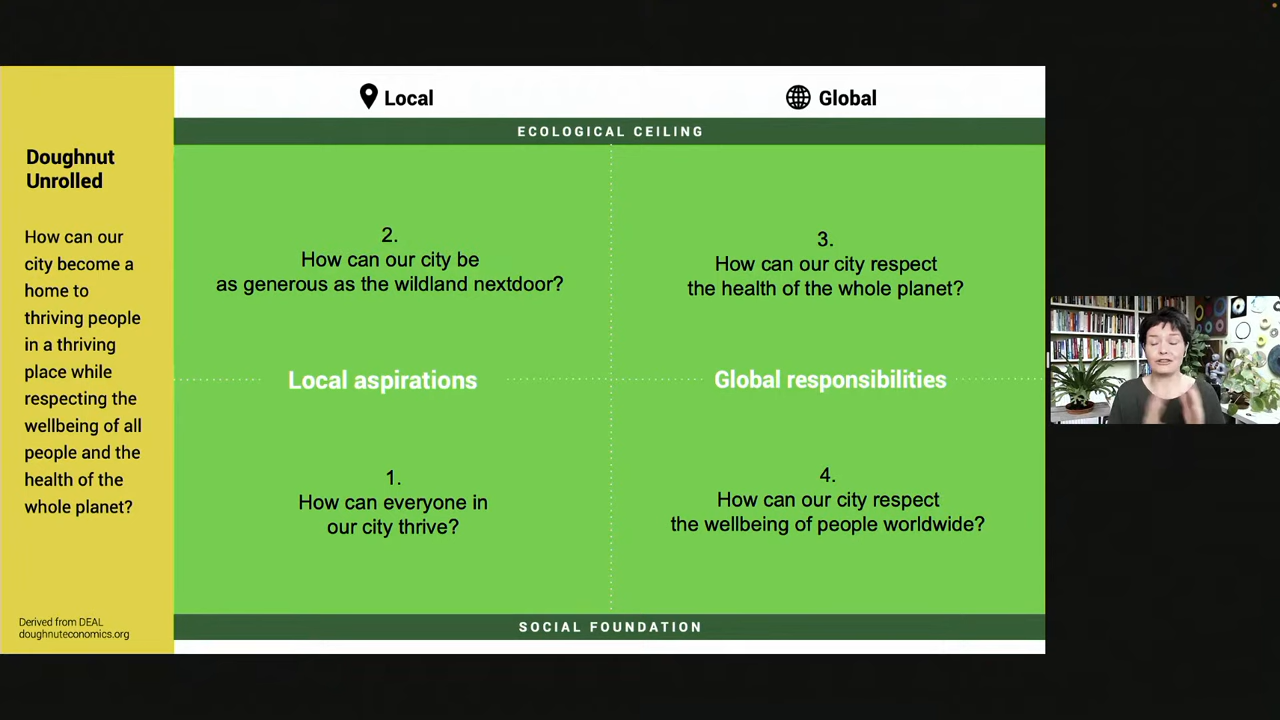 Doughnut
Unrolled
How can our
city become a
home to
thriving people
in a thriving
place while
respecting the
wellbeing of all
people and the
health of the
whole planet?
Derived from DEAL
doughnuteconomics.org
Local
Global
ECOLOGICAL CEILING
2.
How can our city be
as generous as the wildland nextdoor?
3.
How can our city respect
the health of the whole planet?
Local aspirations
Global responsibilities
1.
How can everyone in
our city thrive?
4.
How can our city respect
the wellbeing of people worldwide?
SOCIAL FOUNDATION